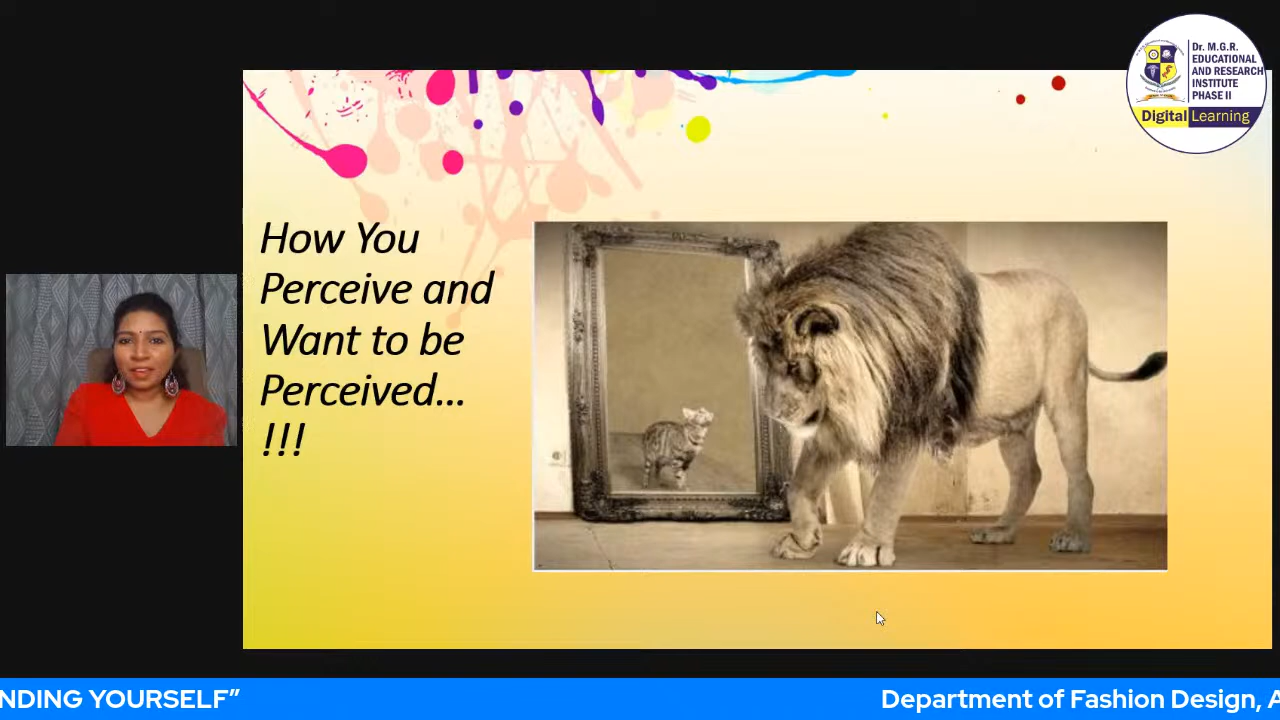 Dr. M.G.R.
EDUCATIONAL
AND RESEARCH
INSTITUTE
PHASE II
Digital Learning
How You
Perceive and
Want to be
Perceived...
!!!
NDING YOURSELF”
Department of Fashion Design, A